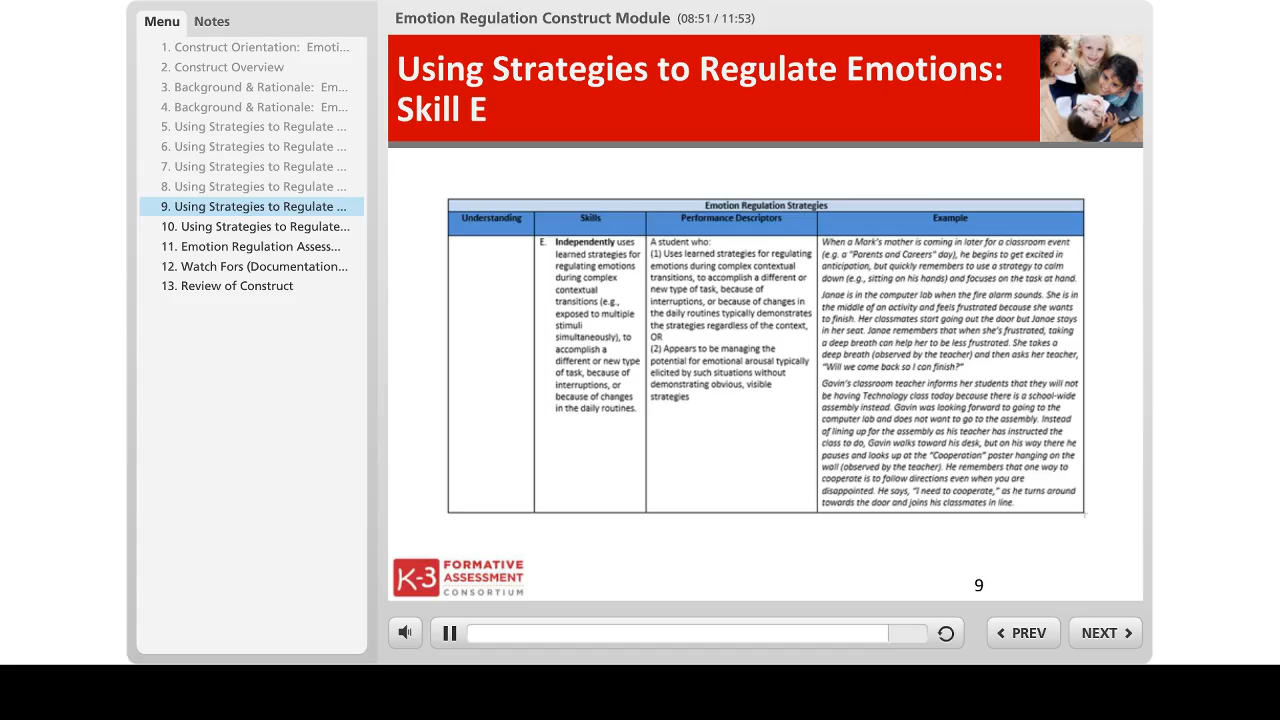 Menu
Notes
Emotion Regulation Construct Module (08:51 / 11:53)
1. Construct Orientation: Emoti...
2. Construct Overview
3. Background & Rationale: Em...
4. Background & Rationale: Em...
5. Using Strategies to Regulate ...
6. Using Strategies to Regulate ...
7. Using Strategies to Regulate ...
8. Using Strategies to Regulate ...
9. Using Strategies to Regulate ...
10. Using Strategies to Regulate...
11. Emotion Regulation Assess...
12. Watch Fors (Documentation...
13. Review of Construct
Using Strategies to Regulate Emotions:
Skill E
Emotion Regulation Strategies
Understanding
Skills
Performance Descriptors
Example
E. Independently uses
learned strategies for
regulating emotions
during complex
contextual
transitions (e.g.,
exposed to multiple
stimuli
simultaneously), to
accomplish a
different or new type
of task, because of
interruptions, or
because of changes
in the daily routines.
A student who:
(1) Uses learned strategies for regulating
emotions during complex contextual
transitions, to accomplish a different or
new type of task, because of
interruptions, or because of changes in
the daily routines typically demonstrates
the strategies regardless of the context,
OR
(2) Appears to be managing the
potential for emotional arousal typically
elicited by such situations without
demonstrating obvious, visible
strategies
When a Mark's mother is coming in later for a classroom event
(e.g. a "Parents and Careers" day), he begins to get excited in
anticipation, but quickly remembers to use a strategy to calm
down (e.g., sitting on his hands) and focuses on the task at hand.
Janae is in the computer lab when the fire alarm sounds. She is in
the middle of an activity and feels frustrated because she wants
to finish. Her classmates start going out the door but Janae stays
in her seat. Janae remembers that when she's frustrated, taking
a deep breath can help her to be less frustrated. She takes a
deep breath (observed by the teacher) and then asks her teacher,
"Will we come back so I can finish?"
Gavin's classroom teacher informs her students that they will not
be having Technology class today because there is a school-wide
assembly instead. Gavin was looking forward to going to the
computer lab and does not want to go to the assembly. Instead
of lining up for the assembly as his teacher has instructed the
class to do, Gavin walks toward his desk, but on his way there he
pauses and looks up at the "Cooperation" poster hanging on the
wall (observed by the teacher). He remembers that one way to
cooperate is to follow directions even when you are
disappointed. He says, "I need to cooperate," as he turns around
towards the door and joins his classmates in line.
K-3
FORMATIVE
ASSESSMENT
CONSORTIUM
9
PREV
NEXT